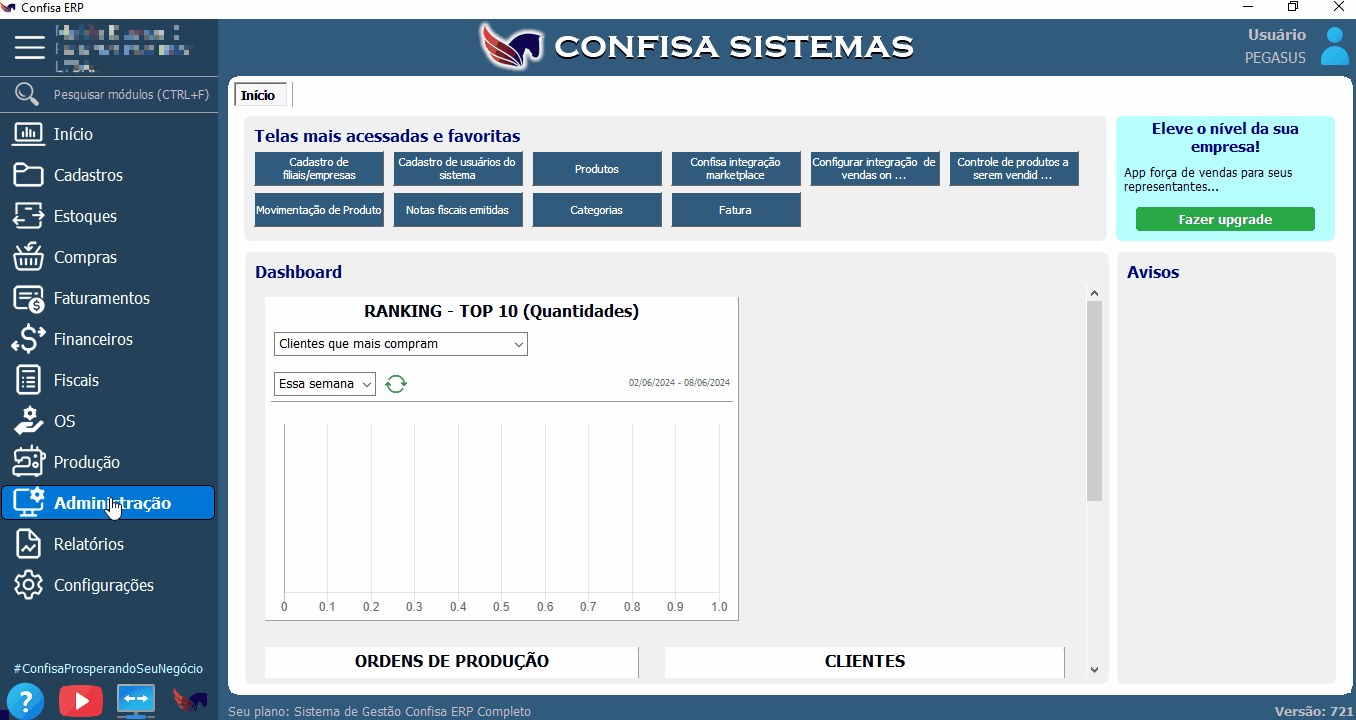 Confisa ERP
CONFISA SISTEMAS
Usuário
PEGASUS
LTDA.
Pesquisar módulos (CTRL+F)
Início
Cadastros
Estoques
Compras
Faturamentos
Financeiros
Fiscais
OS
Produção
Administração
Relatórios
Configurações
#ConfisaProsperandoSeuNegócio
?
Início
Telas mais acessadas e favoritas
Cadastro de
filiais/empresas
Cadastro de usuários do
sistema
Produtos
Confisa integração
marketplace
Configurar integração de
vendas on ...
Controle de produtos a
serem vendid ...
Movimentação de Produto
Notas fiscais emitidas
Categorias
Fatura
Eleve o nível da sua
empresa!
App força de vendas para seus
representantes...
Fazer upgrade
Dashboard
RANKING - TOP 10 (Quantidades)
Clientes que mais compram
Essa semana
02/06/2024 - 08/06/2024
0 0.1 0.2 0.3 0.4 0.5 0.6 0.7 0.8 0.9 1.0
ORDENS DE PRODUÇÃO
CLIENTES
Avisos
Seu plano: Sistema de Gestão Confisa ERP Completo
Versão: 721